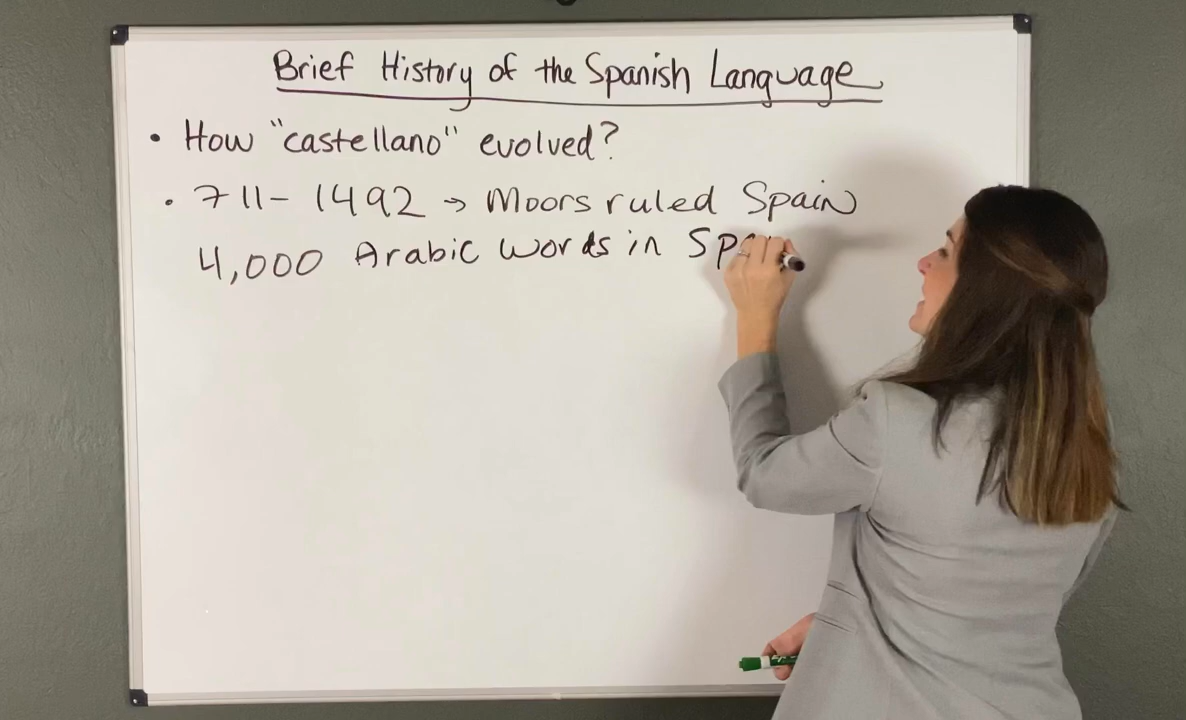 Brief History of the Spanish Language
• How "castellano" evolved?
• 711- 1492 → Moors ruled Spain
4,000 Arabic words in